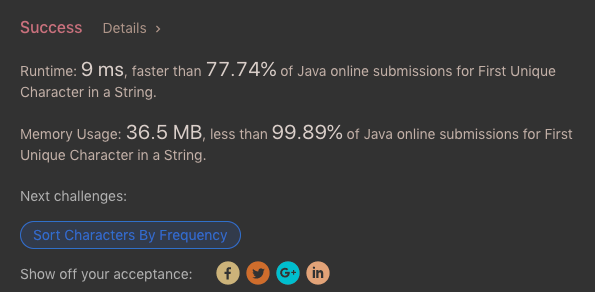 Success Details >
Runtime: 9 ms, faster than 77.74% of Java online submissions for First Unique
Character in a String.
Memory Usage: 36.5 MB, less than 99.89% of Java online submissions for First
Unique Character in a String.
Next challenges:
Sort Characters By Frequency
Show off your acceptance: f G+ in